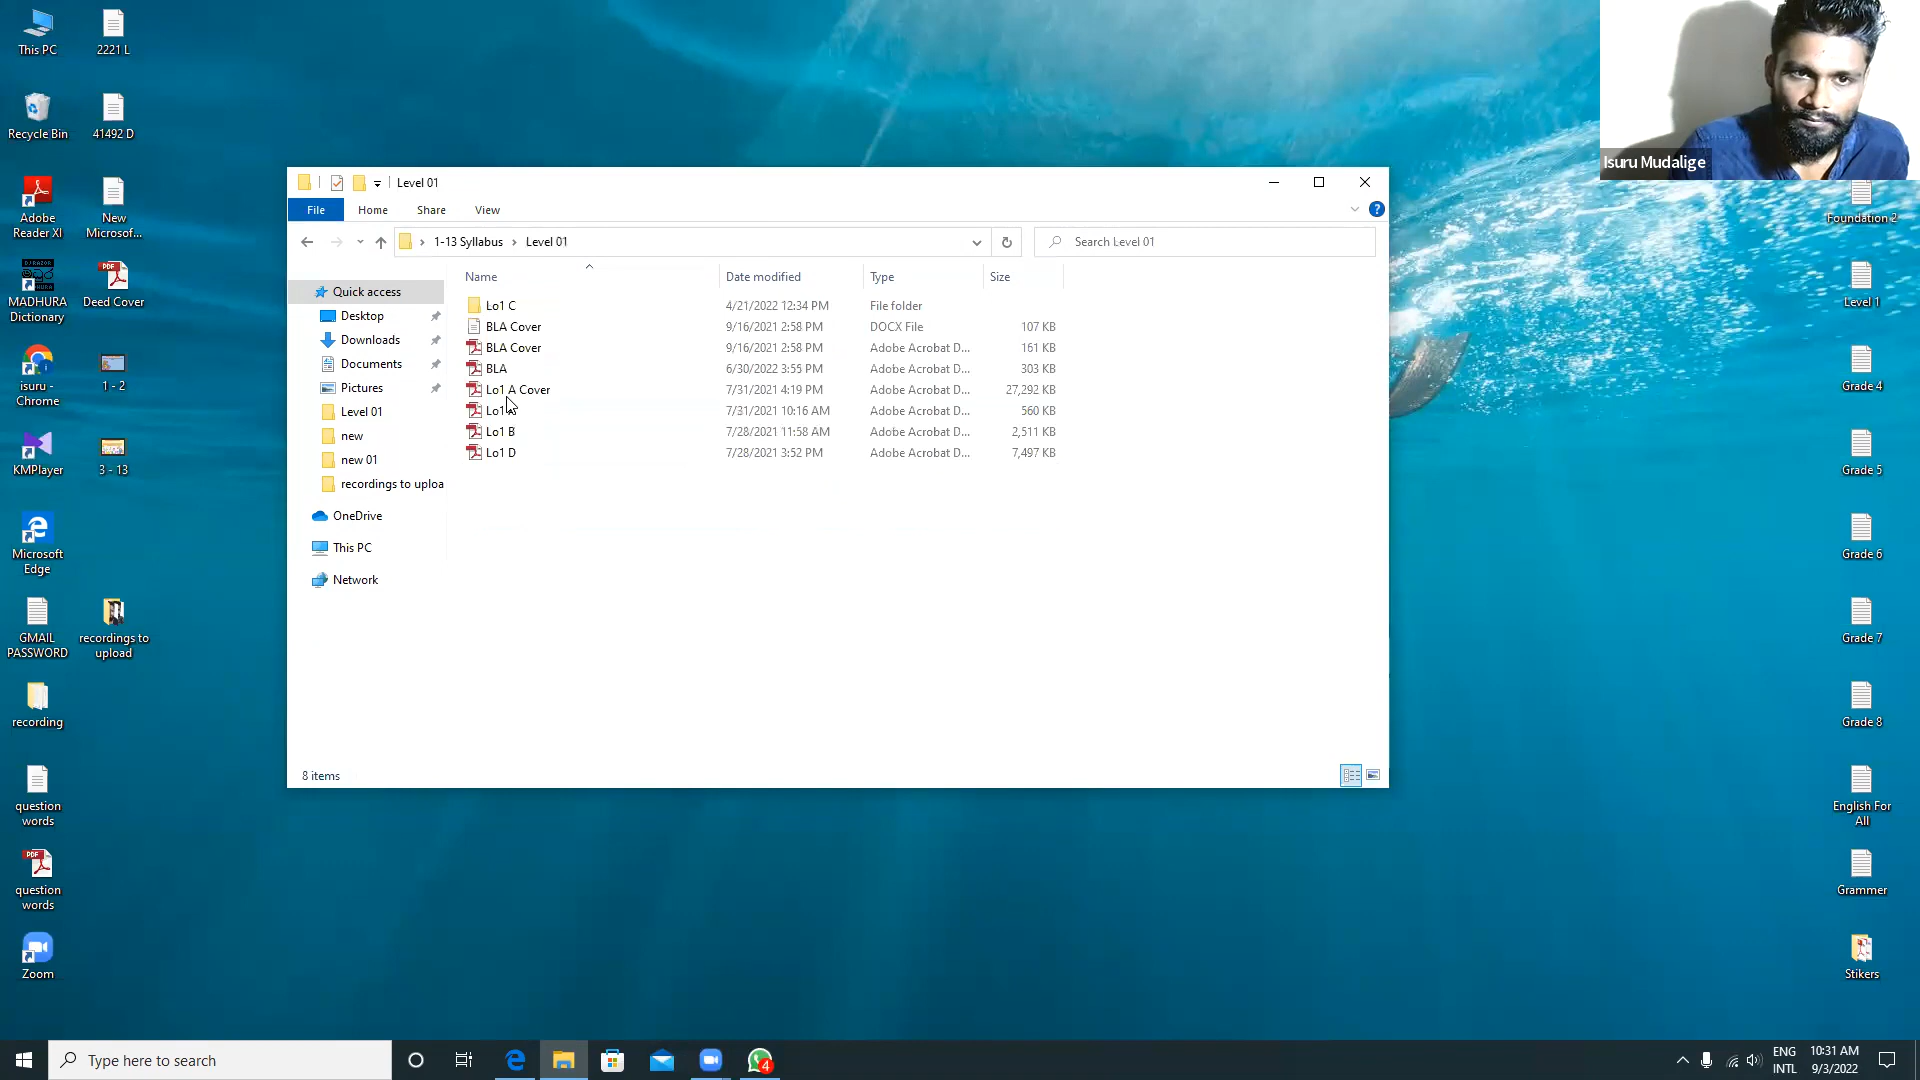 This PC
2221 L
Recycle Bin
41492 D
Adobe
Reader XI
New
Microsof...
MADHURA
Dictionary
PDF
Deed Cover
isuru -
Chrome
1 - 2
KMPlayer
3 - 13
Microsoft
Edge
GMAIL
PASSWORD
recordings to
upload
recording
question
words
PDF
question
words
Zoom
Level 01
File
Home
Share
View
1-13 Syllabus
Level 01
Search Level 01
Name
Date modified
Type
Size
Quick access
Desktop
Downloads
Documents
Pictures
Level 01
new
new 01
recordings to uploa
OneDrive
This PC
Network
Lo1 C 4/21/2022 12:34 PM File folder
BLA Cover 9/16/2021 2:58 PM DOCX File 107 KB
BLA Cover 9/16/2021 2:58 PM Adobe Acrobat D... 161 KB
BLA 6/30/2022 3:55 PM Adobe Acrobat D... 303 KB
Lo1 A Cover 7/31/2021 4:19 PM Adobe Acrobat D... 27,292 KB
Lo1 7/31/2021 10:16 AM Adobe Acrobat D... 560 KB
Lo1 B 7/28/2021 11:58 AM Adobe Acrobat D... 2,511 KB
Lo1 D 7/28/2021 3:52 PM Adobe Acrobat D... 7,497 KB
8 items
Isuru Mudalige
Foundation 2
Level 1
Grade 4
Grade 5
Grade 6
Grade 7
Grade 8
English For
All
Grammer
Stikers
Type here to search
4
ENG
INTL
10:31 AM
9/3/2022